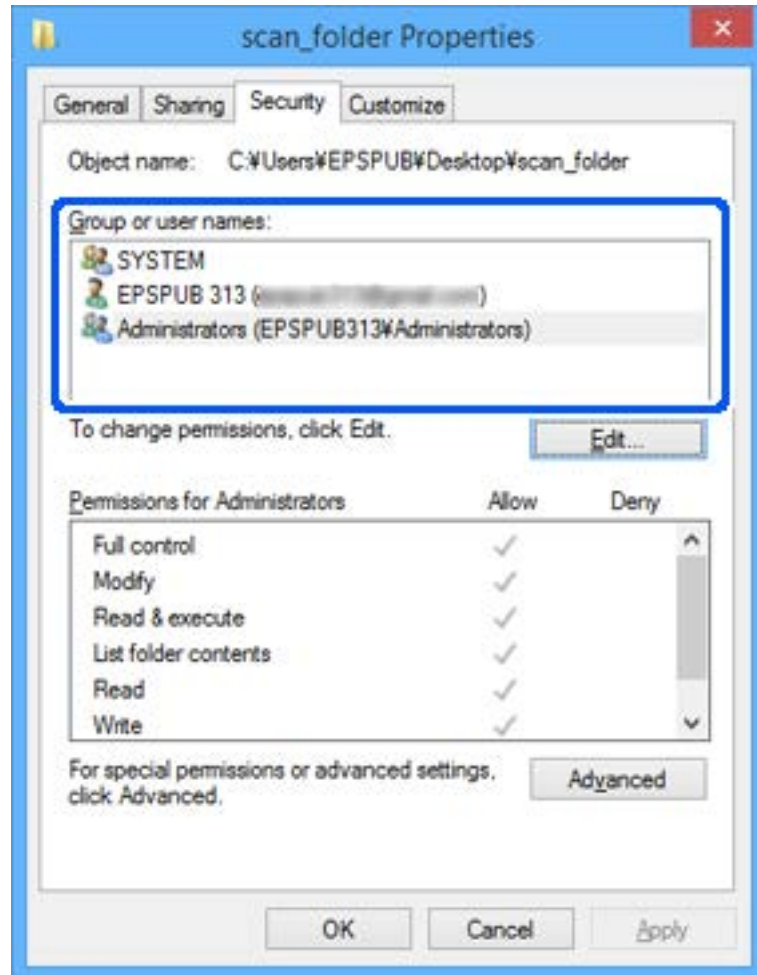 scan_folder Properties
General Sharing Security Customize
Object name: C:¥Users¥EPSPUB¥Desktop¥scan_folder
Group or user names:
SYSTEM
EPSPUB 313 ( )
Administrators (EPSPUB313¥Administrators)
To change permissions, click Edit.
Edit...
Permissions for Administrators Allow Deny
Full control
Modify
Read & execute
List folder contents
Read
Write
For special permissions or advanced settings,
click Advanced.
Advanced
OK Cancel Apply